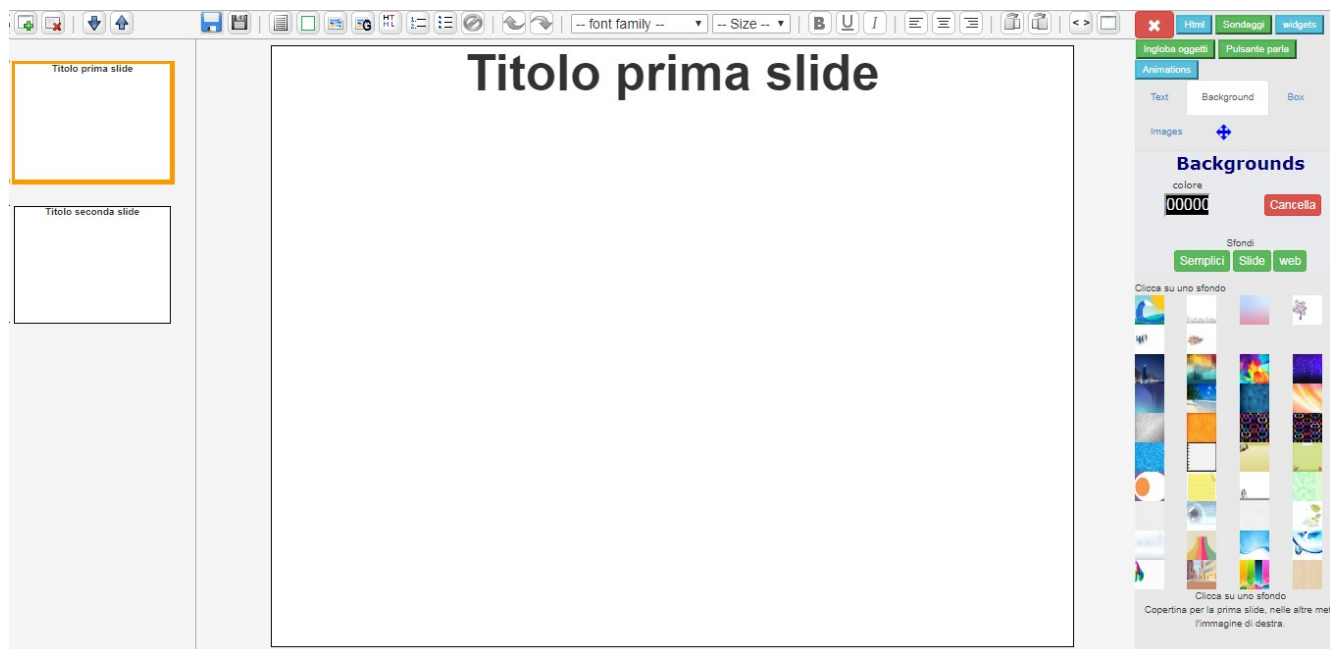 -- font family --
-- Size --
B U I
< >
Html
Sondaggi
widgets
Ingloba oggetti
Pulsante parla
Animations
Text
Background
Box
Images
Titolo prima slide
Titolo seconda slide
Titolo prima slide
Backgrounds
colore
00000
Cancella
Sfondi
Semplici
Slide
web
Clicca su uno sfondo
Clicca su uno sfondo
Copertina per la prima slide, nelle altre met
l'immagine di destra.